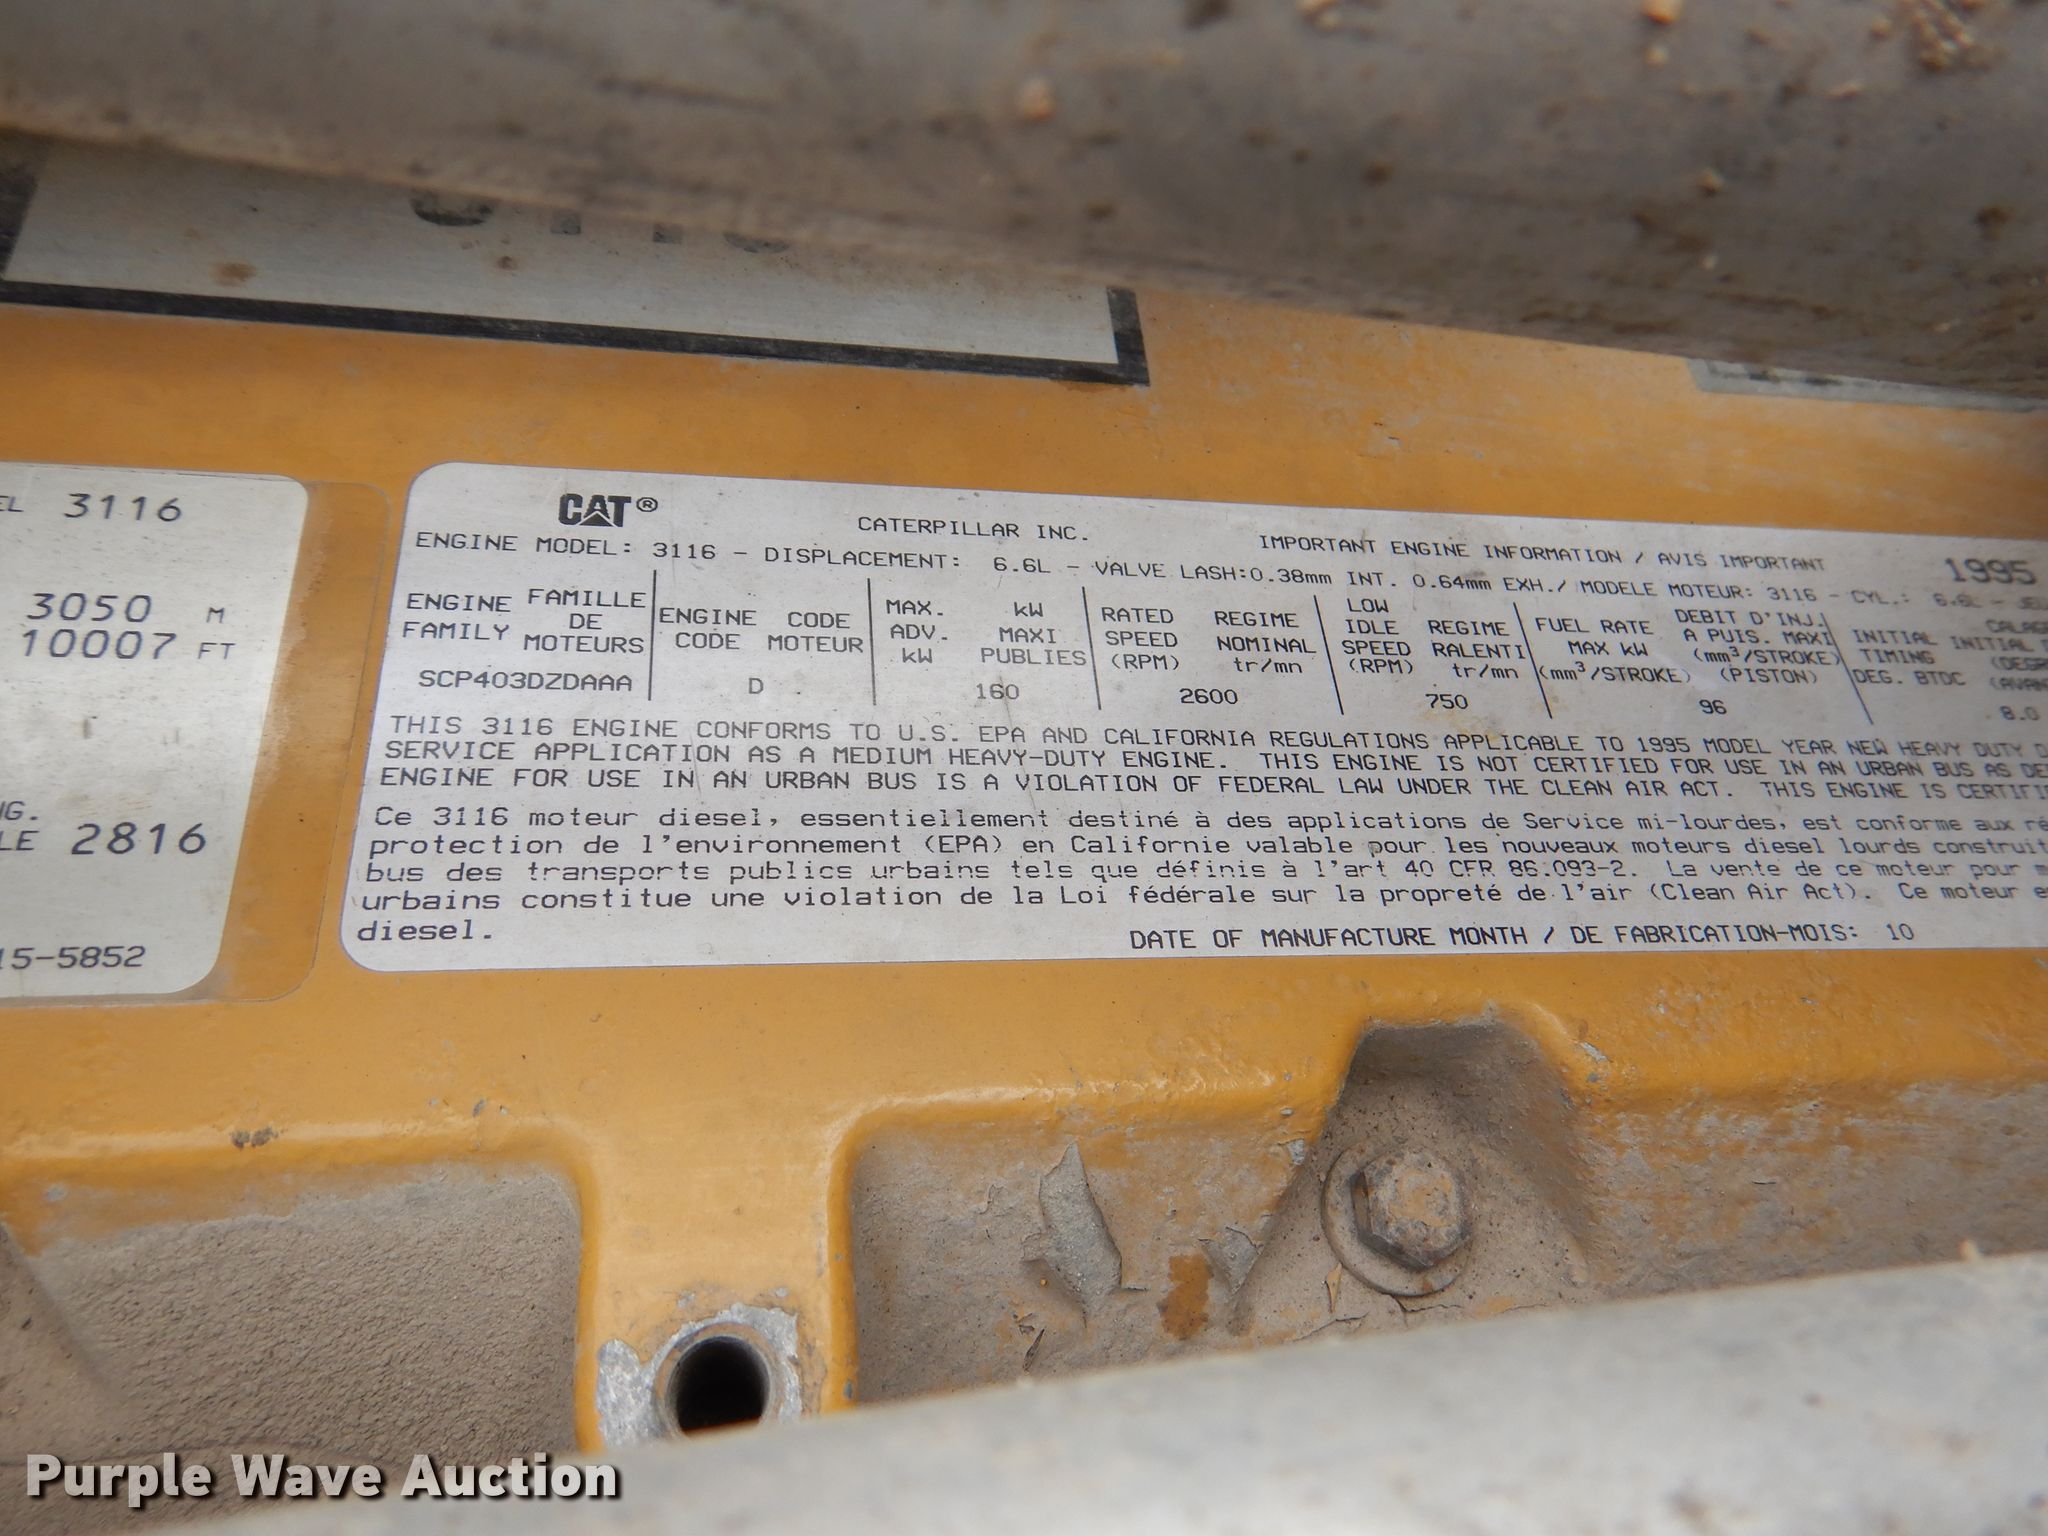 3116
3050 M
10007 FT
2816
15-5852
CAT®
CATERPILLAR INC.
IMPORTANT ENGINE INFORMATION / AVIS IMPORTANT
1995
ENGINE MODEL: 3116 - DISPLACEMENT: 6.6L - VALVE LASH:0.38mm INT. 0.64mm EXH./ MODELE MOTEUR: 3116 - CYL.: 6.6L -
ENGINE FAMILY
FAMILLE DE MOTEURS
ENGINE CODE
CODE MOTEUR
MAX. ADV. kW
kW MAXI PUBLIES
RATED SPEED (RPM)
REGIME NOMINAL tr/mn
LOW IDLE SPEED (RPM)
REGIME RALENTI tr/mn
FUEL RATE MAX kW (mm³/STROKE)
DEBIT D'INJ. A PUIS. MAXI (mm³/STROKE) (PISTON)
INITIAL TIMING DEG. BTDC
INITIAL
SCP403DZDAAA D 160 2600 750 96 8.0
THIS 3116 ENGINE CONFORMS TO U.S. EPA AND CALIFORNIA REGULATIONS APPLICABLE TO 1995 MODEL YEAR NEW HEAVY DUTY
SERVICE APPLICATION AS A MEDIUM HEAVY-DUTY ENGINE. THIS ENGINE IS NOT CERTIFIED FOR USE IN AN URBAN BUS AS
ENGINE FOR USE IN AN URBAN BUS IS A VIOLATION OF FEDERAL LAW UNDER THE CLEAN AIR ACT. THIS ENGINE IS
Ce 3116 moteur diesel, essentiellement destiné à des applications de Service mi-lourdes, est conforme aux
protection de l'environnement (EPA) en Californie valable pour les nouveaux moteurs diesel lourds
bus des transports publics urbains tels que définis à l'art 40 CFR 86.093-2. La vente de ce moteur pour
urbains constitue une violation de la Loi fédérale sur la propreté de l'air (Clean Air Act). Ce moteur
diesel.
DATE OF MANUFACTURE MONTH / DE FABRICATION-MOIS: 10
Purple Wave Auction